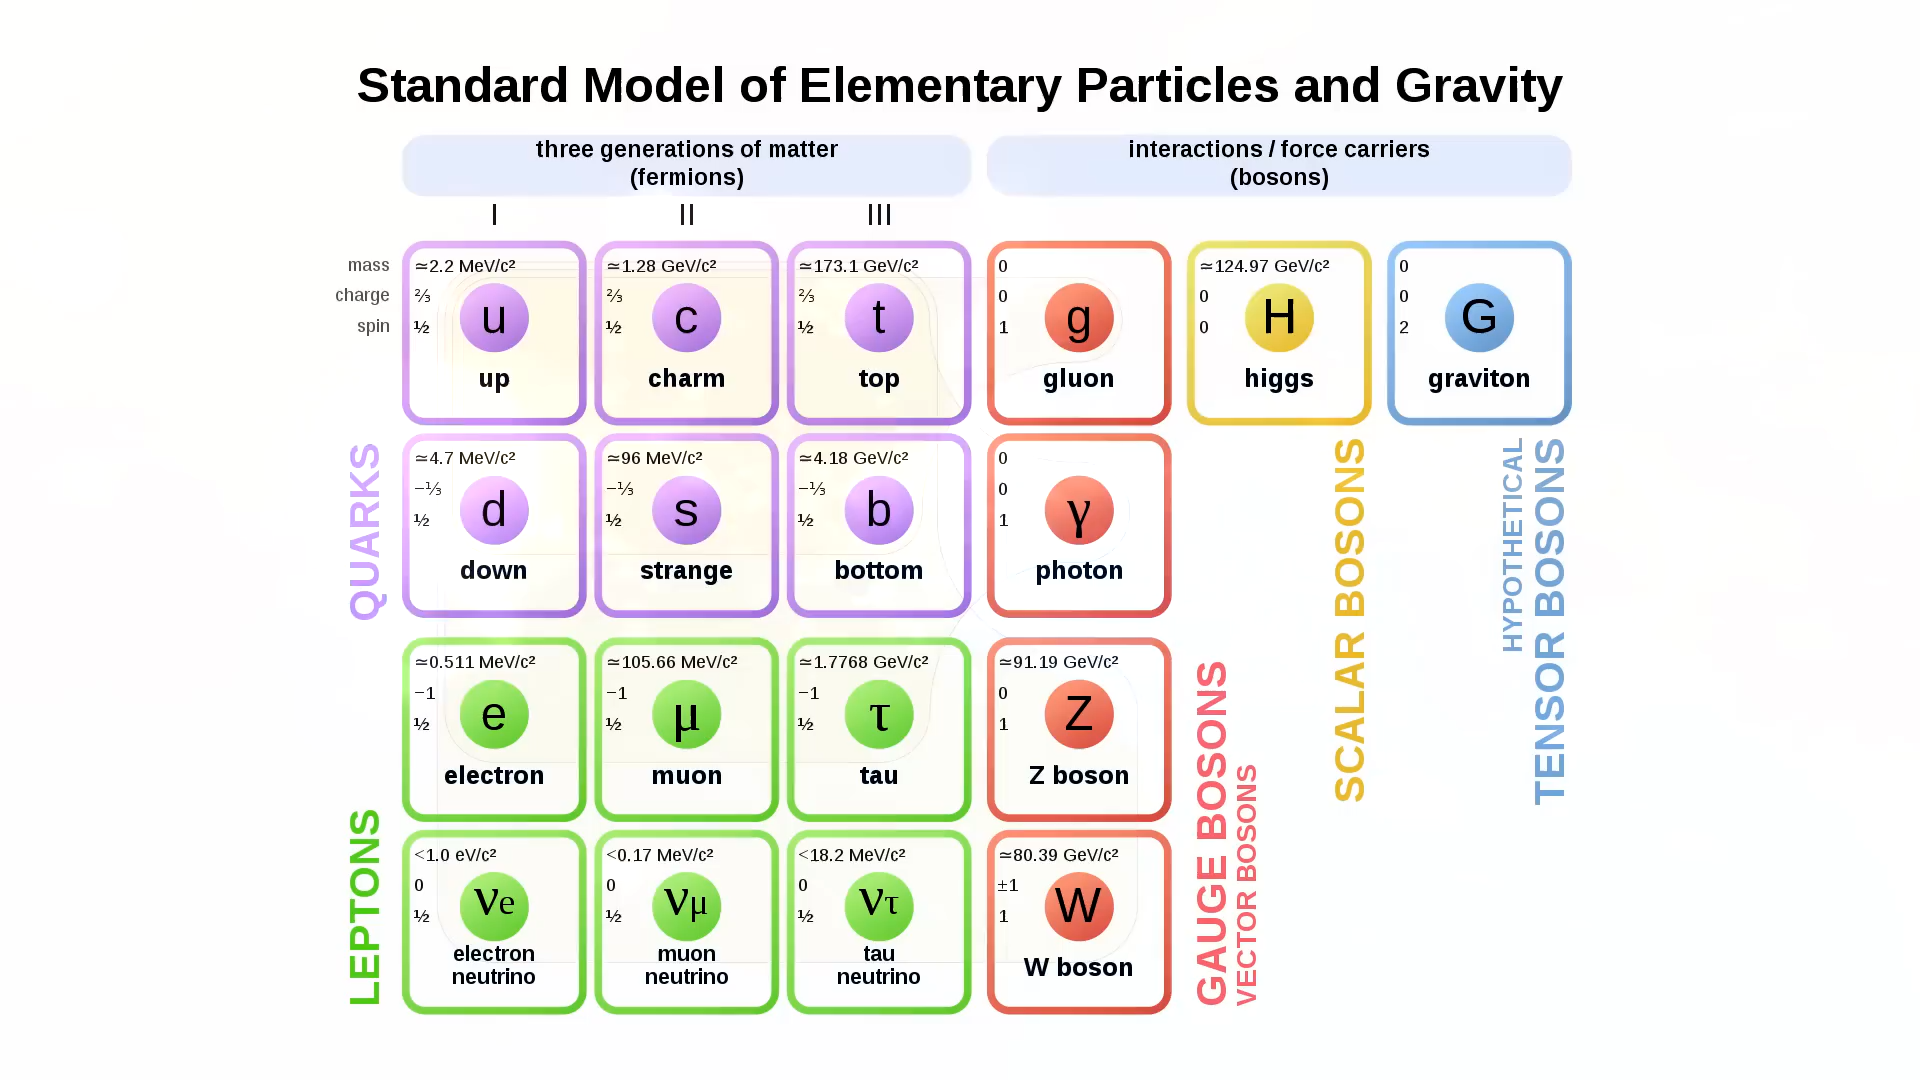 Standard Model of Elementary Particles and Gravity
three generations of matter
(fermions)
interactions / force carriers
(bosons)
I
II
III
mass
charge
spin
≃2.2 MeV/c²
⅔
½
u
up
≃1.28 GeV/c²
⅔
½
c
charm
≃173.1 GeV/c²
⅔
½
t
top
0
0
1
g
gluon
≃124.97 GeV/c²
0
0
H
higgs
0
0
2
G
graviton
QUARKS
≃4.7 MeV/c²
−⅓
½
d
down
≃96 MeV/c²
−⅓
½
s
strange
≃4.18 GeV/c²
−⅓
½
b
bottom
0
0
1
γ
photon
SCALAR BOSONS
HYPOTHETICAL
TENSOR BOSONS
LEPTONS
≃0.511 MeV/c²
−1
½
e
electron
≃105.66 MeV/c²
−1
½
μ
muon
≃1.7768 GeV/c²
−1
½
τ
tau
≃91.19 GeV/c²
0
1
Z
Z boson
GAUGE BOSONS
VECTOR BOSONS
<1.0 eV/c²
0
½
νe
electron
neutrino
<0.17 MeV/c²
0
½
νμ
muon
neutrino
<18.2 MeV/c²
0
½
ντ
tau
neutrino
≃80.39 GeV/c²
±1
1
W
W boson